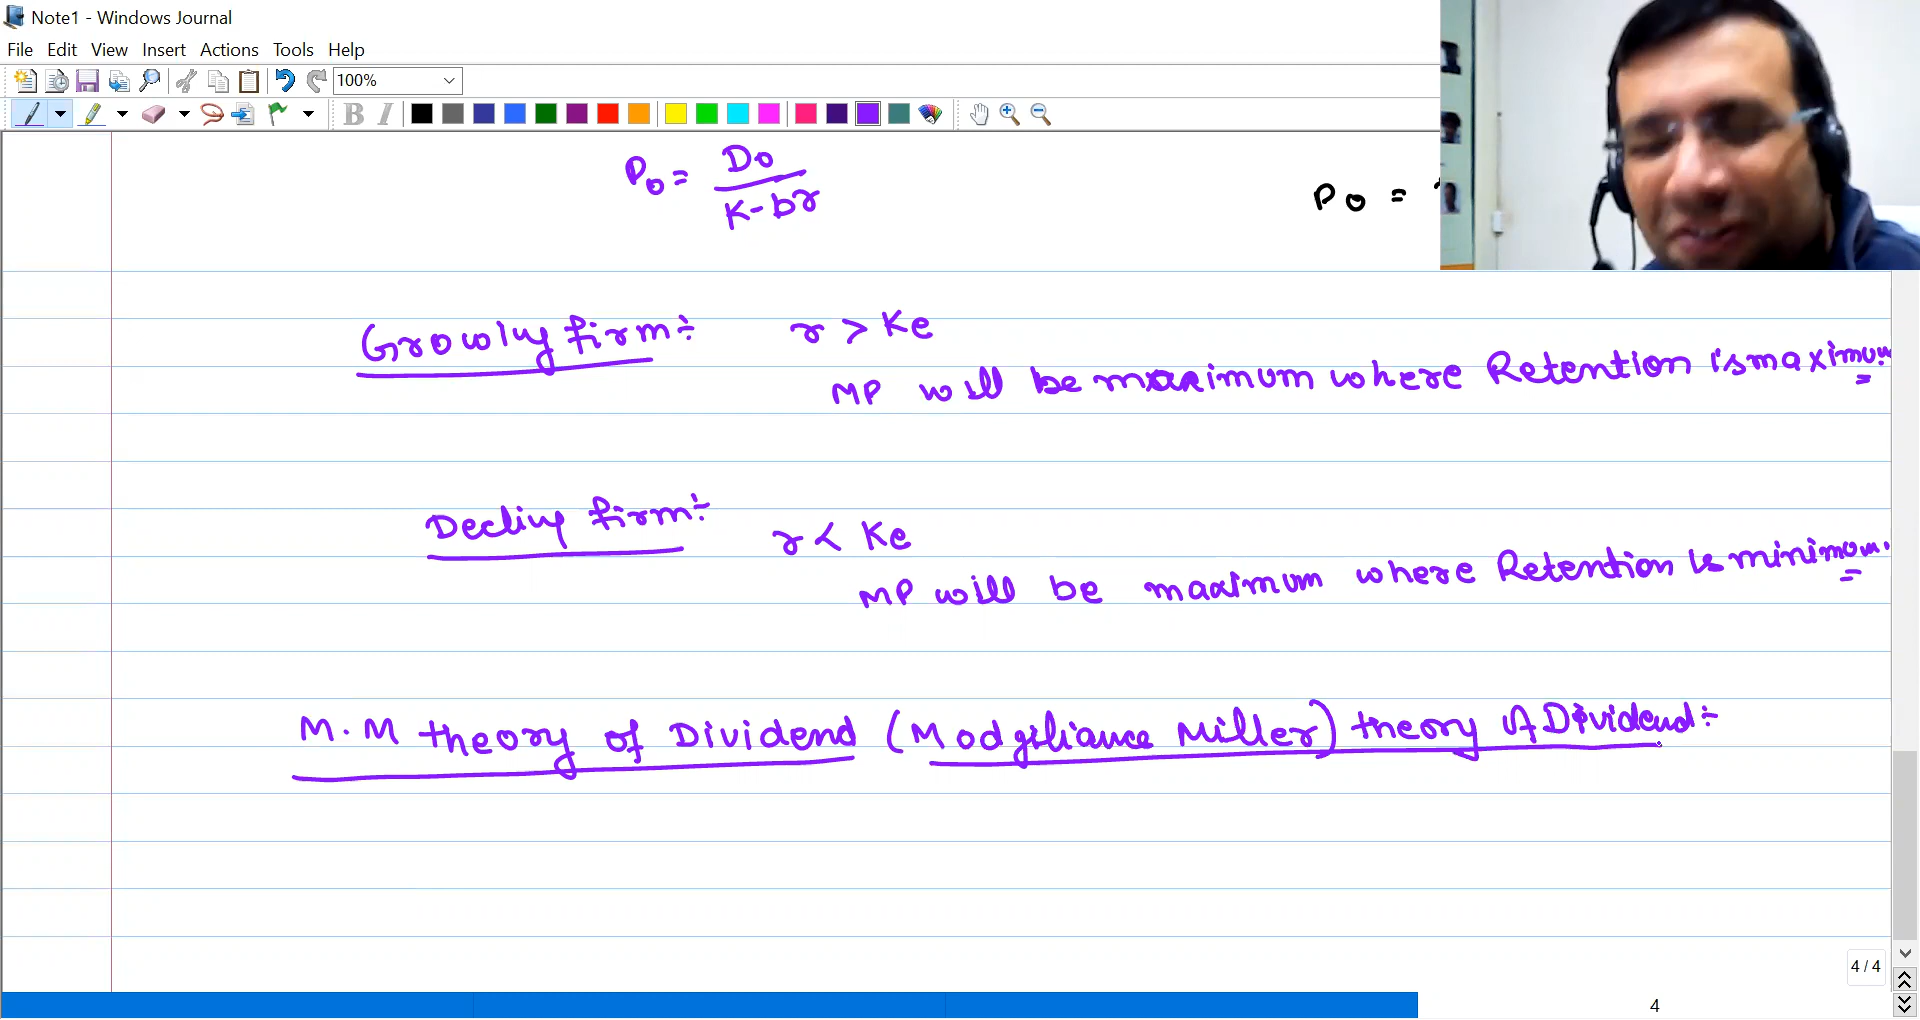 Note1 - Windows Journal
File Edit View Insert Actions Tools Help
100%
B I
P0 = D0
K-br
P0 =
Growing firm:- r > Ke
MP will be maximum where Retention is maximum
Declining firm:- r < Ke
MP will be maximum where Retention is minimum.
M.M theory of Dividend (Modgiliance Miller) theory of Dividend:-
4 / 4
4